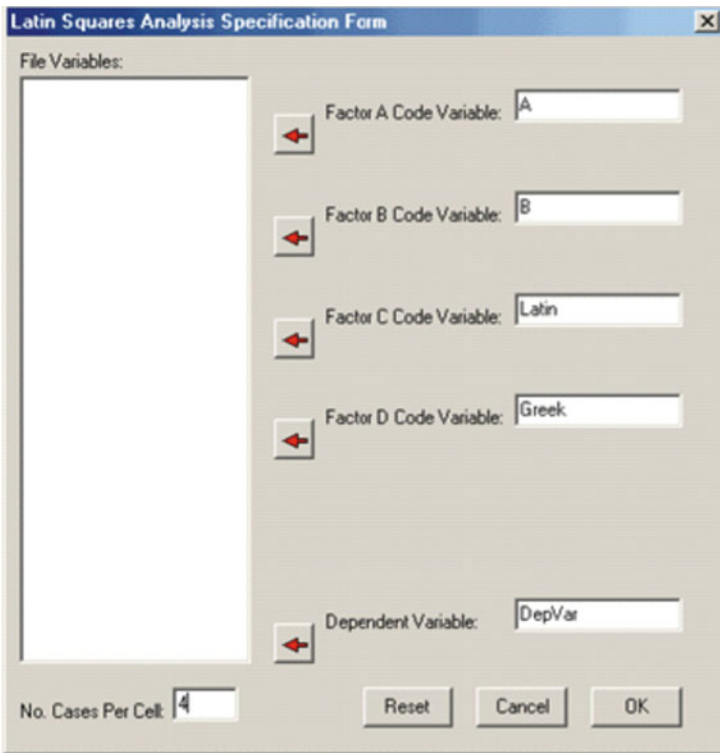 Latin Squares Analysis Specification Form
File Variables:
Factor A Code Variable: A
Factor B Code Variable: B
Factor C Code Variable: Latin
Factor D Code Variable: Greek
Dependent Variable: DepVar
No. Cases Per Cell: 4
Reset Cancel OK